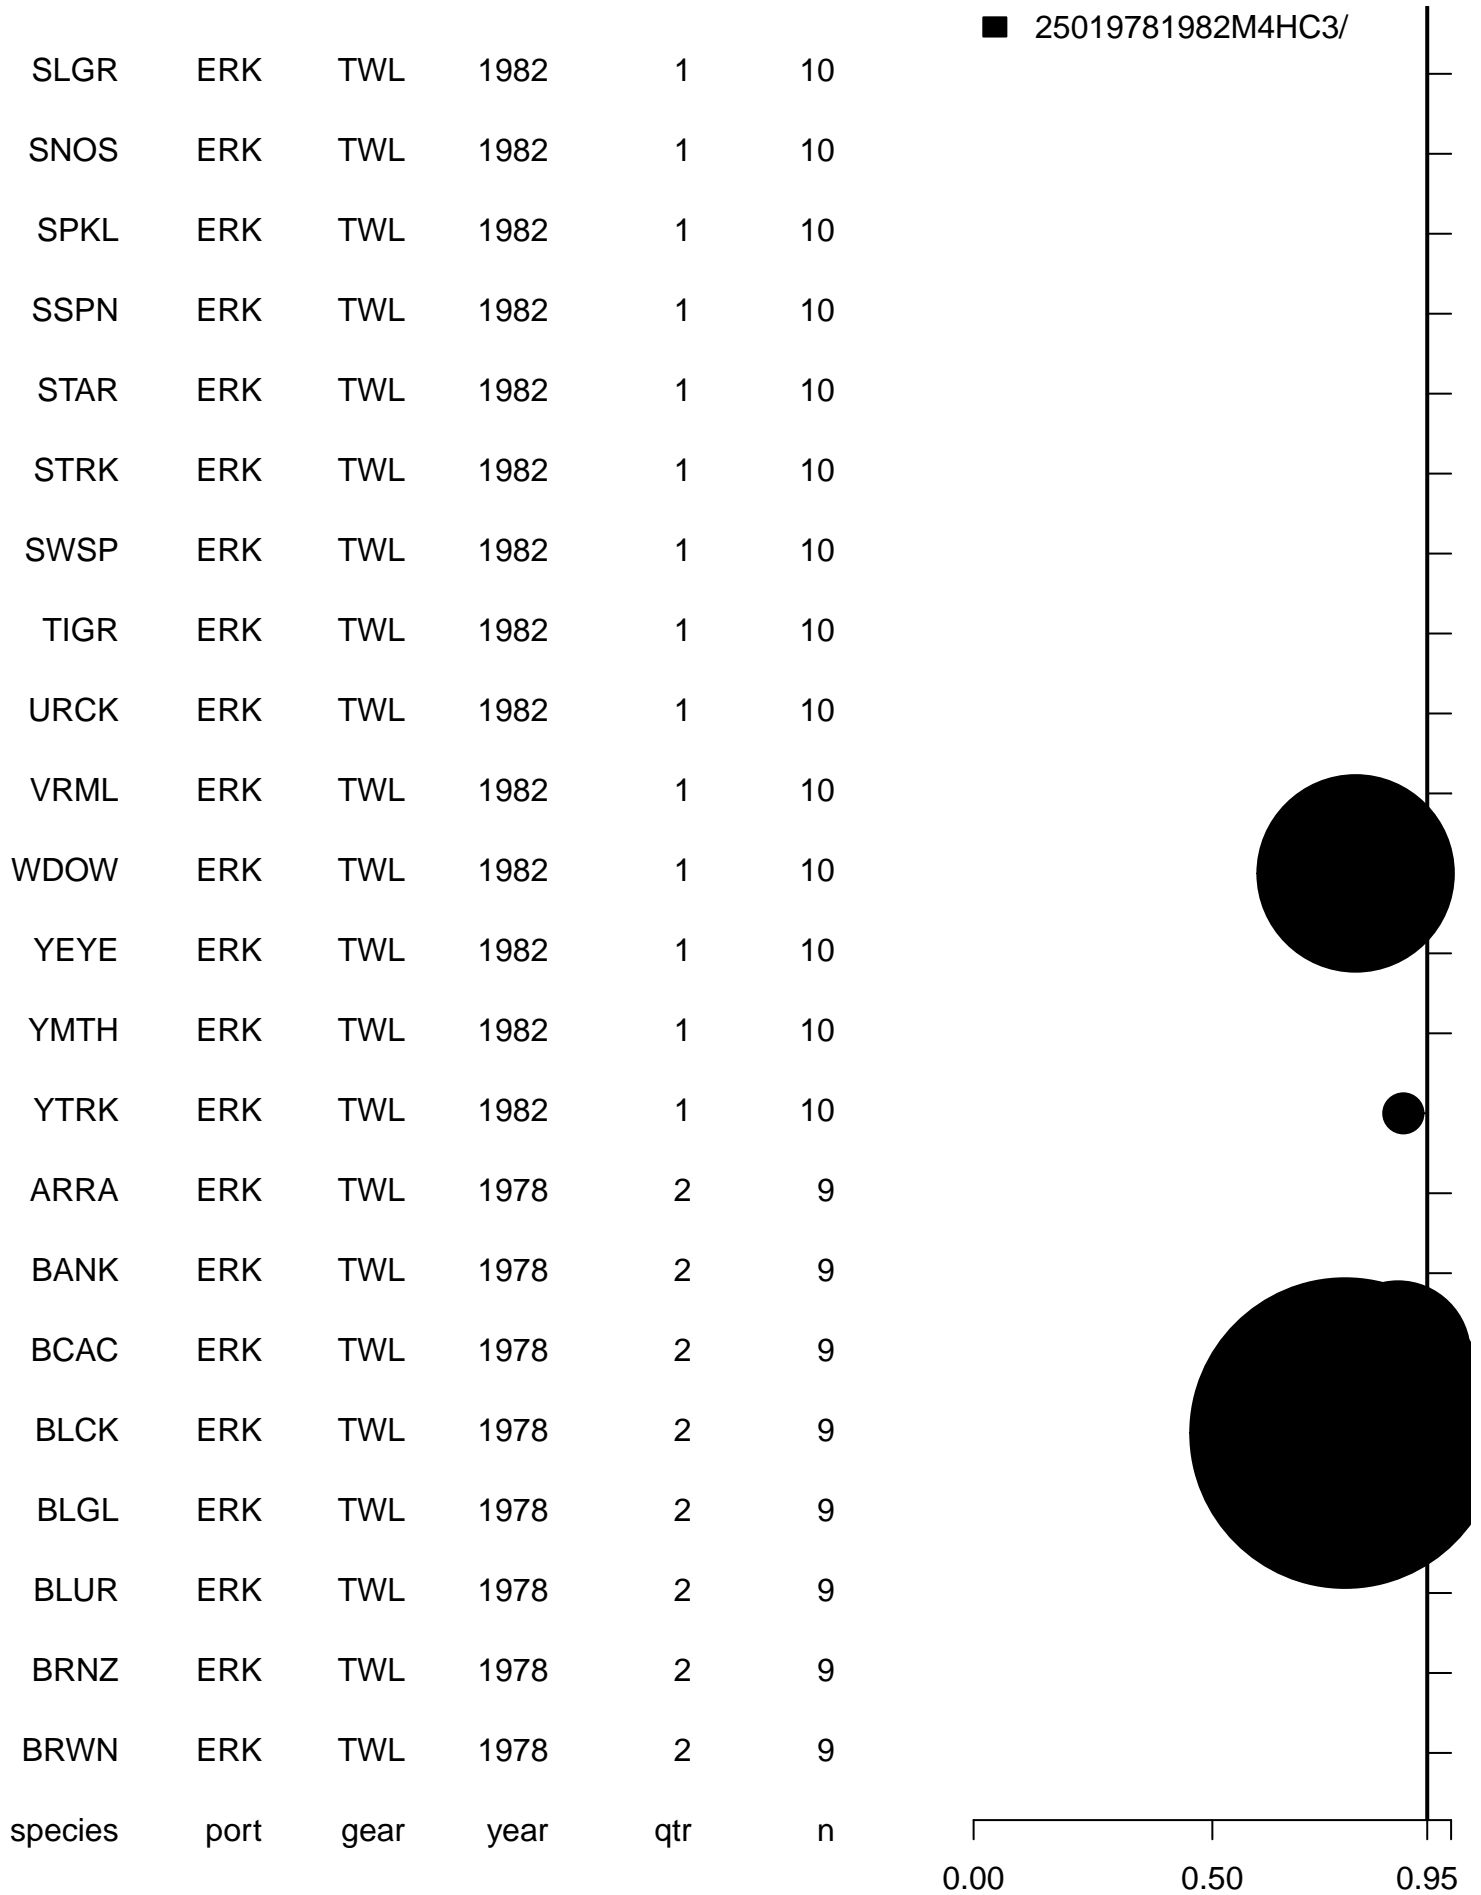 25019781982M4HC3/
SLGR ERK TWL 1982 1 10
SNOS ERK TWL 1982 1 10
SPKL ERK TWL 1982 1 10
SSPN ERK TWL 1982 1 10
STAR ERK TWL 1982 1 10
STRK ERK TWL 1982 1 10
SWSP ERK TWL 1982 1 10
TIGR ERK TWL 1982 1 10
URCK ERK TWL 1982 1 10
VRML ERK TWL 1982 1 10
WDOW ERK TWL 1982 1 10
YEYE ERK TWL 1982 1 10
YMTH ERK TWL 1982 1 10
YTRK ERK TWL 1982 1 10
ARRA ERK TWL 1978 2 9
BANK ERK TWL 1978 2 9
BCAC ERK TWL 1978 2 9
BLCK ERK TWL 1978 2 9
BLGL ERK TWL 1978 2 9
BLUR ERK TWL 1978 2 9
BRNZ ERK TWL 1978 2 9
BRWN ERK TWL 1978 2 9
species port gear year qtr n
0.00 0.50 0.95